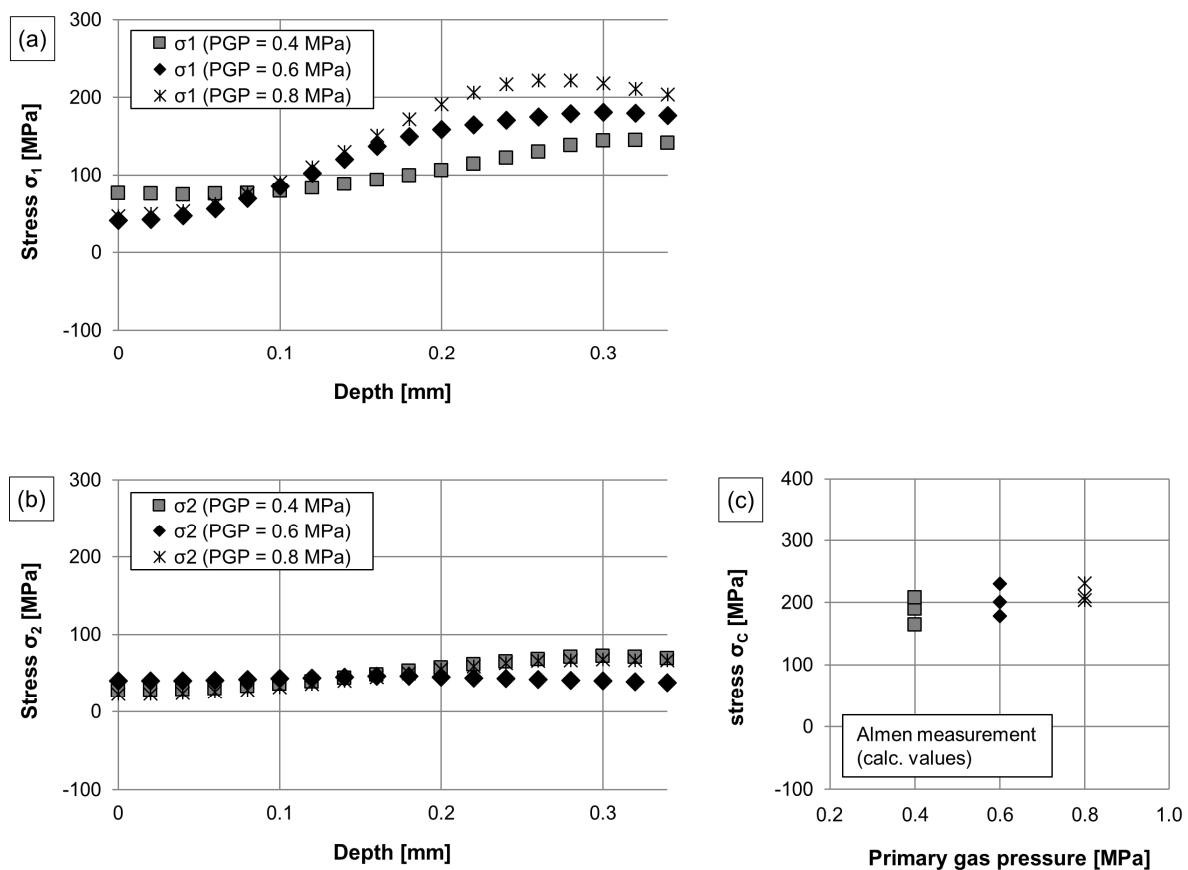 (a)
300
200
100
0
-100
Stress σ1 [MPa]
σ1 (PGP = 0.4 MPa)
σ1 (PGP = 0.6 MPa)
σ1 (PGP = 0.8 MPa)
0 0.1 0.2 0.3
Depth [mm]
(b)
300
200
100
0
-100
Stress σ2 [MPa]
σ2 (PGP = 0.4 MPa)
σ2 (PGP = 0.6 MPa)
σ2 (PGP = 0.8 MPa)
0 0.1 0.2 0.3
Depth [mm]
(c)
400
300
200
100
0
-100
stress σC [MPa]
Almen measurement
(calc. values)
0.2 0.4 0.6 0.8 1.0
Primary gas pressure [MPa]